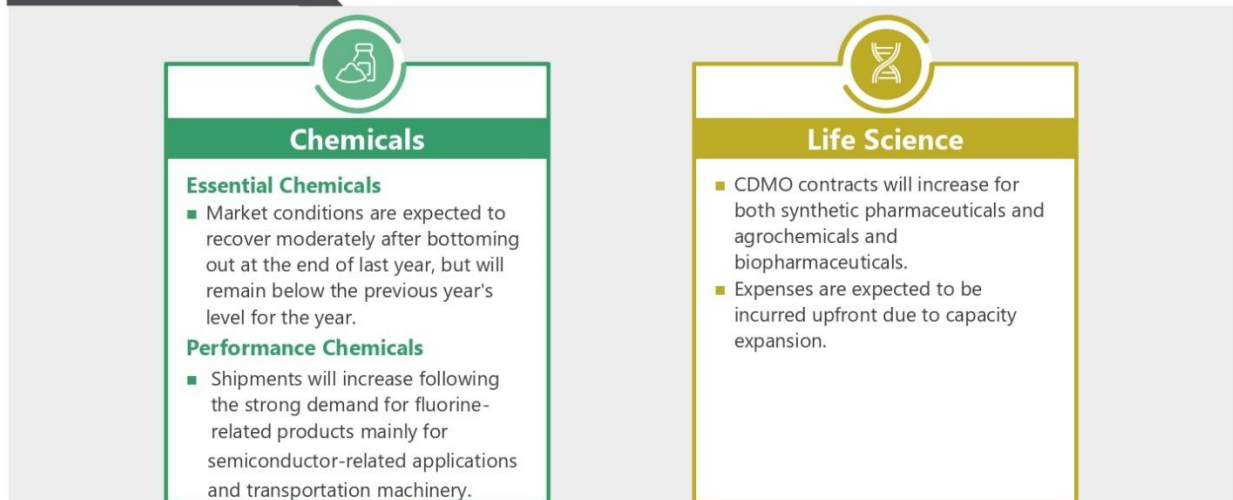 Chemicals
Essential Chemicals
■ Market conditions are expected to
recover moderately after bottoming
out at the end of last year, but will
remain below the previous year's
level for the year.
Performance Chemicals
■ Shipments will increase following
the strong demand for fluorine-
related products mainly for
semiconductor-related applications
and transportation machinery.
Life Science
■ CDMO contracts will increase for
both synthetic pharmaceuticals and
agrochemicals and
biopharmaceuticals.
■ Expenses are expected to be
incurred upfront due to capacity
expansion.